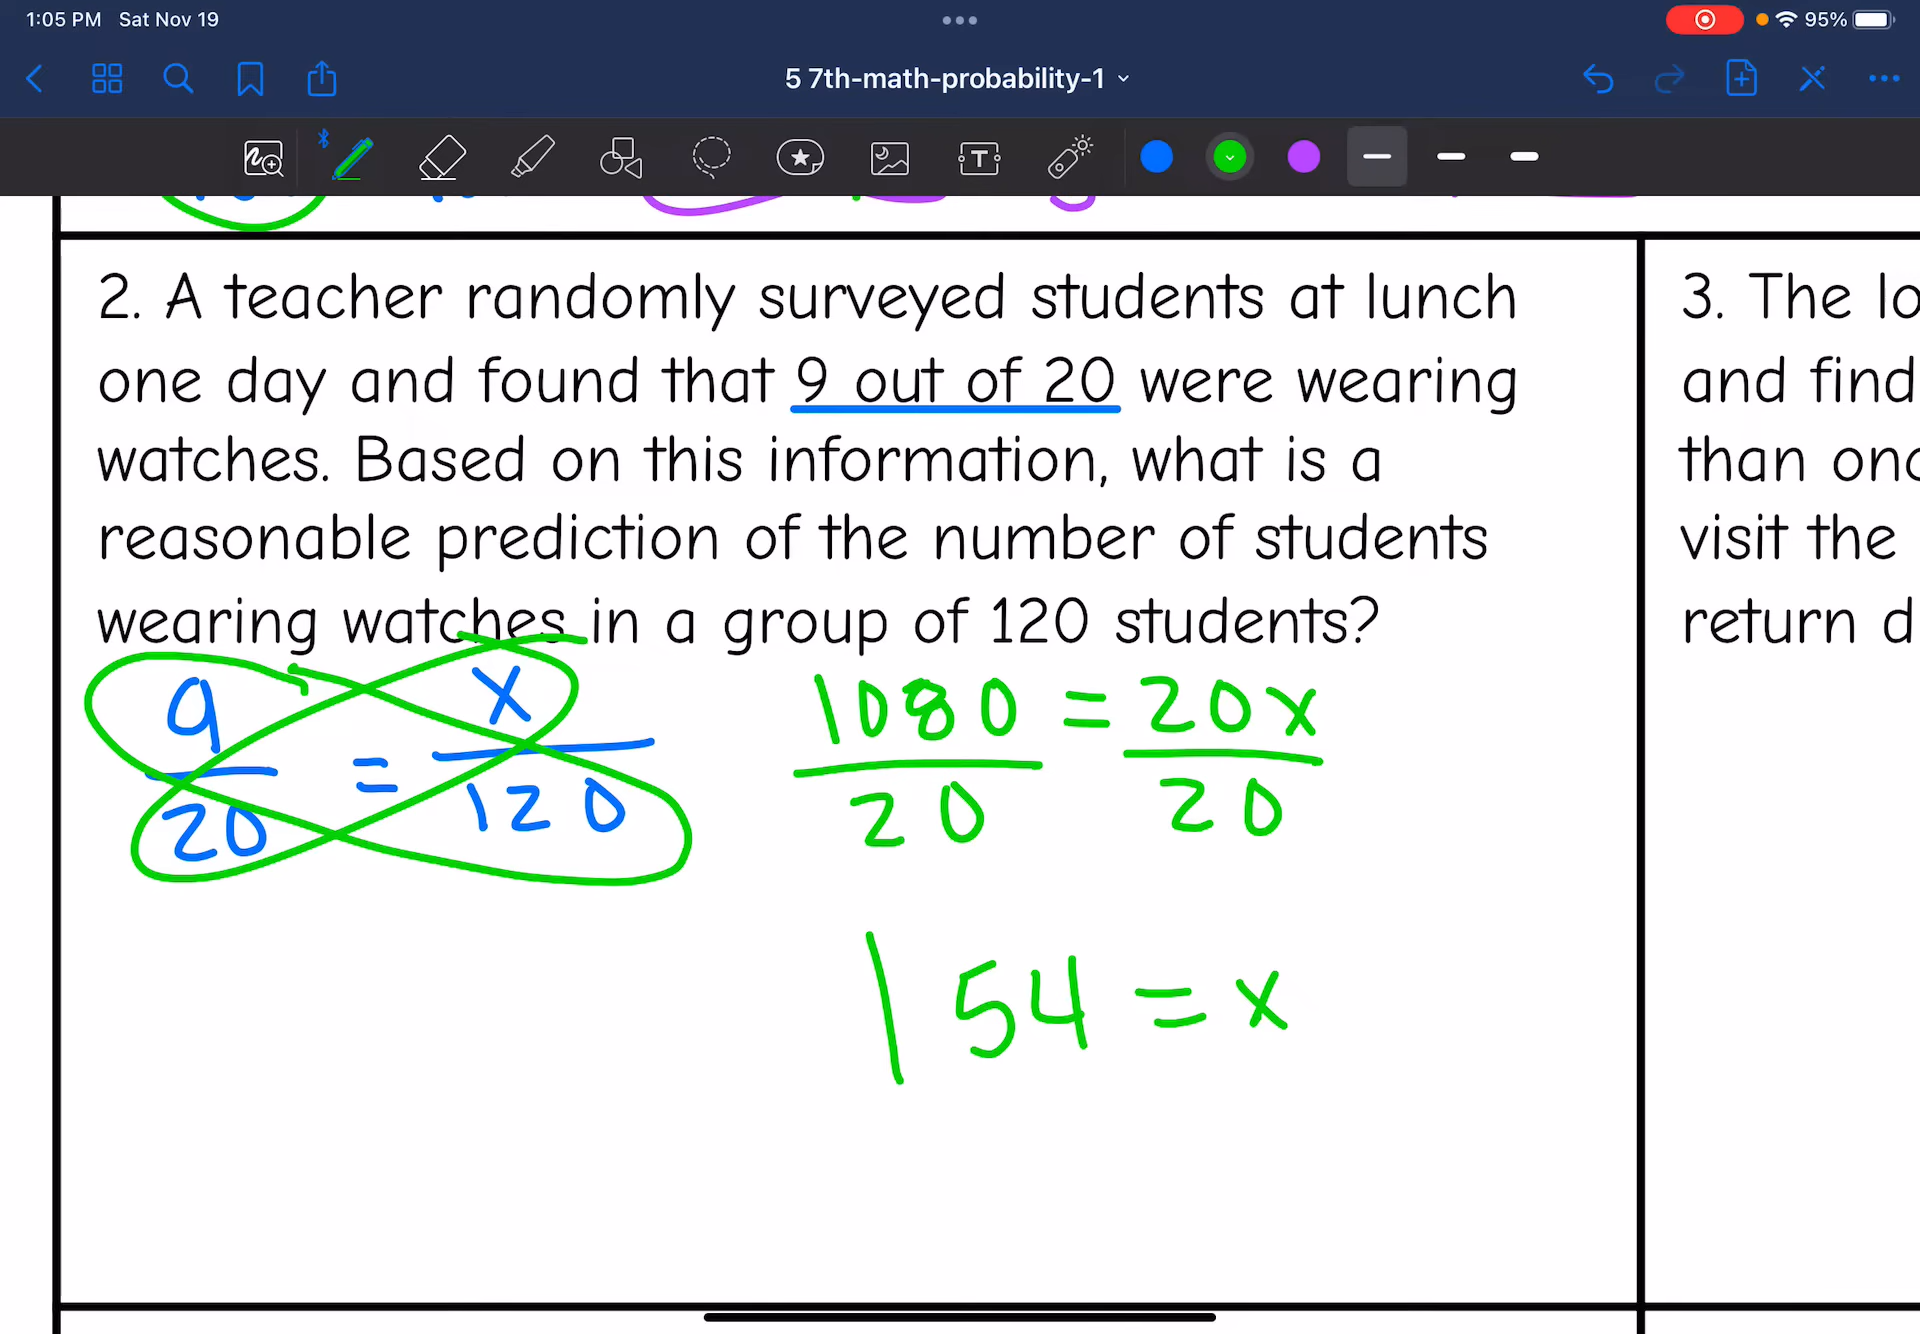 1:05 PM Sat Nov 19
95%
5 7th-math-probability-1
T
2. A teacher randomly surveyed students at lunch
one day and found that 9 out of 20 were wearing
watches. Based on this information, what is a
reasonable prediction of the number of students
wearing watches in a group of 120 students?
9/20 = x/120
1080/20 = 20x/20
54 = x
3. The lo
and find
than onc
visit the
return d